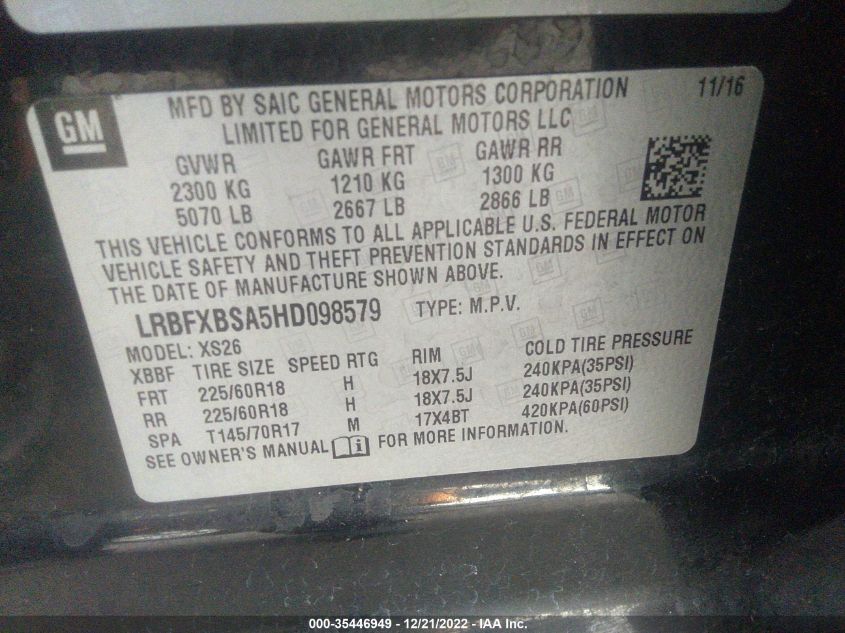 GM
MFD BY SAIC GENERAL MOTORS CORPORATION
LIMITED FOR GENERAL MOTORS LLC
11/16
GVWR GAWR FRT GAWR RR
2300 KG 1210 KG 1300 KG
5070 LB 2667 LB 2866 LB
THIS VEHICLE CONFORMS TO ALL APPLICABLE U.S. FEDERAL MOTOR
VEHICLE SAFETY AND THEFT PREVENTION STANDARDS IN EFFECT ON
THE DATE OF MANUFACTURE SHOWN ABOVE.
LRBFXBSA5HD098579 TYPE: M.P.V.
MODEL: XS26
XBBF TIRE SIZE SPEED RTG RIM COLD TIRE PRESSURE
FRT 225/60R18 H 18X7.5J 240KPA(35PSI)
RR 225/60R18 H 18X7.5J 240KPA(35PSI)
SPA T145/70R17 M 17X4BT 420KPA(60PSI)
SEE OWNER'S MANUAL i FOR MORE INFORMATION.
000-35446949 - 12/21/2022 - IAA Inc.